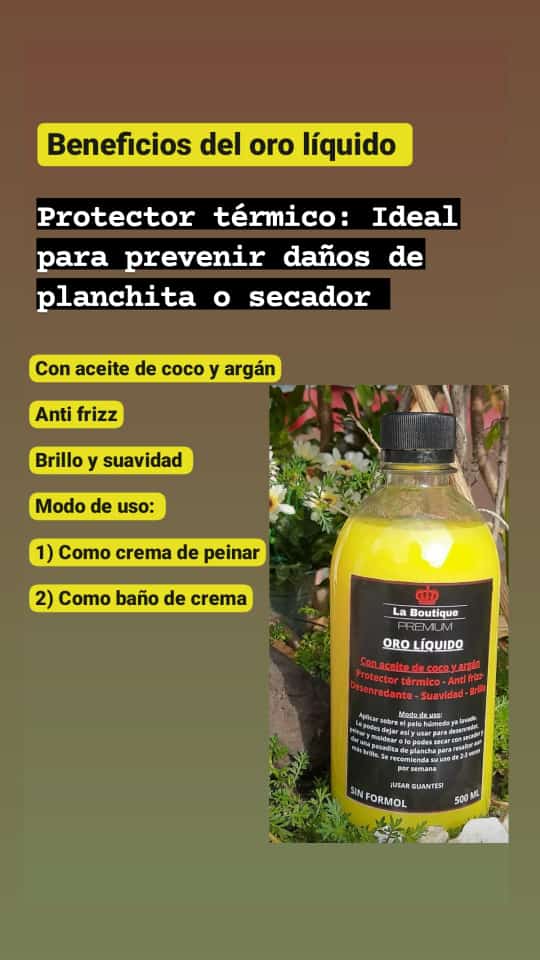 Beneficios del oro líquido
Protector térmico: Ideal
para prevenir daños de
planchita o secador
Con aceite de coco y argán
Anti frizz
Brillo y suavidad
Modo de uso:
1) Como crema de peinar
2) Como baño de crema
La Boutique
PREMIUM
ORO LÍQUIDO
Con aceite de coco y argán
Protector térmico - Anti frizz-
Desenredante - Suavidad - Brillo
Modo de uso:
Aplicar sobre el pelo húmedo ya lavado.
Lo podes dejar asi y usar para desenredar,
peinar y moldear o lo podes secar con secador y
dar una pasadita de plancha para resaltar aún
más brillo. Se recomienda su uso de 2-3 veces
por semana
¡USAR GUANTES!
SIN FORMOL
500 ML